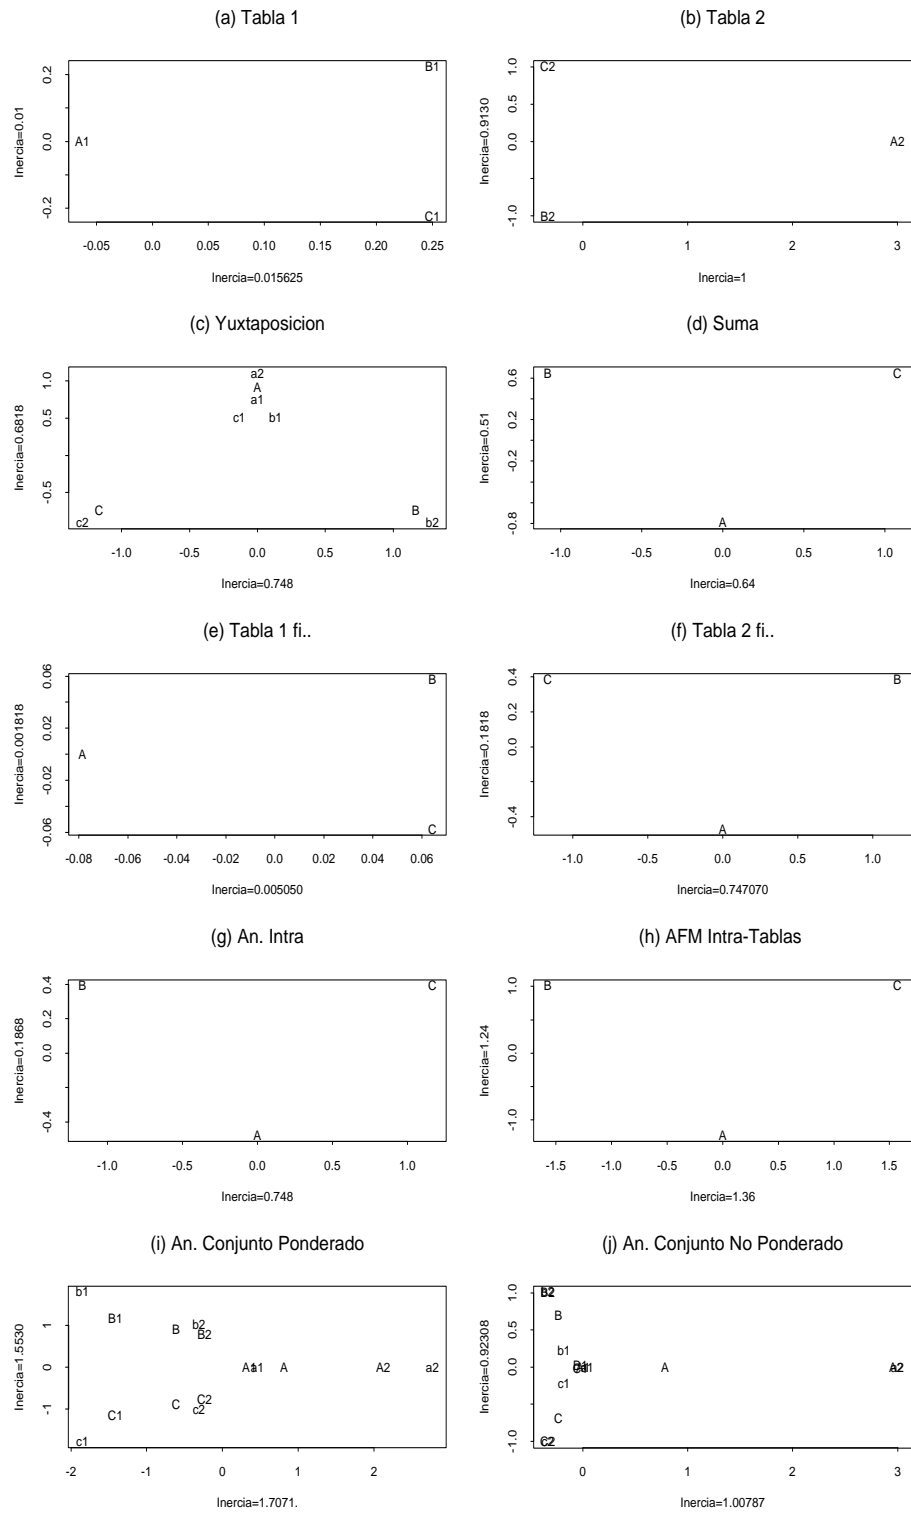 (a) Tabla 1
Inercia=0.01
0.2
0.0
-0.2
B1
A1
C1
-0.05 0.0 0.05 0.10 0.15 0.20 0.25
Inercia=0.015625
(b) Tabla 2
Inercia=0.9130
1.0
0.5
0.0
-1.0
C2
A2
B2
0 1 2 3
Inercia=1
(c) Yuxtaposicion
Inercia=0.6818
1.0
0.5
-0.5
a2
A
a1
c1 b1
C B
c2 b2
-1.0 -0.5 0.0 0.5 1.0
Inercia=0.748
(d) Suma
Inercia=0.51
0.6
0.2
-0.2
-0.8
B C
A
-1.0 -0.5 0.0 0.5 1.0
Inercia=0.64
(e) Tabla 1 fi..
Inercia=0.001818
0.06
0.02
-0.02
-0.06
B
A
C
-0.08 -0.06 -0.04 -0.02 0.0 0.02 0.04 0.06
Inercia=0.005050
(f) Tabla 2 fi..
Inercia=0.1818
0.4
0.2
0.0
-0.4
C B
A
-1.0 -0.5 0.0 0.5 1.0
Inercia=0.747070
(g) An. Intra
Inercia=0.1868
0.4
0.2
0.0
-0.4
B C
A
-1.0 -0.5 0.0 0.5 1.0
Inercia=0.748
(h) AFM Intra-Tablas
Inercia=1.24
1.0
0.0
-1.0
B C
A
-1.5 -1.0 -0.5 0.0 0.5 1.0 1.5
Inercia=1.36
(i) An. Conjunto Ponderado
Inercia=1.5530
1
0
-1
b1
B1
B b2
B2
A1 a1 A A2 a2
C C2
c2
C1
c1
-2 -1 0 1 2
Inercia=1.7071.
(j) An. Conjunto No Ponderado
Inercia=0.92308
1.0
0.5
0.0
-1.0
b2
B2
B
b1
B1
A
A2
a2
c1
C
C2
c2
0 1 2 3
Inercia=1.00787